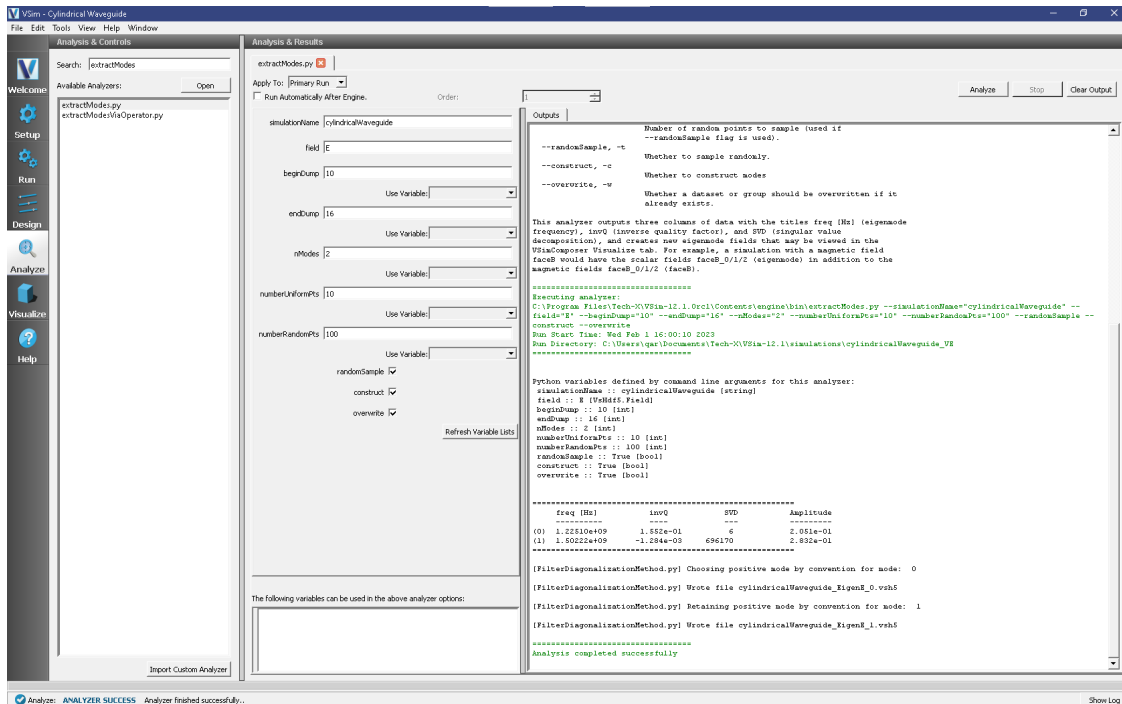 VSim - Cylindrical Waveguide
File Edit Tools View Help Window
Analysis & Controls
Analysis & Results
Welcome
Setup
Run
Design
Analyze
Visualize
Help
Search: extractModes
Available Analyzers:
Open
extractModes.py
extractModesViaOperator.py
Import Custom Analyzer
extractModes.py
Apply To: Primary Run
Run Automatically After Engine. Order: 1
Analyze Stop Clear Output
simulationName cylindricalWaveguide
field E
beginDump 10
Use Variable:
endDump 16
Use Variable:
nModes 2
Use Variable:
numberUniformPts 10
Use Variable:
numberRandomPts 100
Use Variable:
randomSample
construct
overwrite
Refresh Variable Lists
The following variables can be used in the above analyzer options:
Outputs
Number of random points to sample (used if
--randomSample flag is used).
--randomSample, -t
Whether to sample randomly.
--construct, -c
Whether to construct modes
--overwrite, -w
Whether a dataset or group should be overwritten if it
already exists.
This analyzer outputs three columns of data with the titles freq [Hz] (eigenmode
frequency), invQ (inverse quality factor), and SVD (singular value
decomposition), and creates new eigenmode fields that may be viewed in the
VSimComposer Visualize tab. For example, a simulation with a magnetic field
faceB would have the scalar fields faceB_0/1/2 (eigenmode) in addition to the
magnetic fields faceB_0/1/2 (faceB).
================================
Executing analyzer:
C:\Program Files\Tech-X\VSim-12.1.0rc1\Contents\engine\bin\extractModes.py --simulationName="cylindricalWaveguide" --
field="E" --beginDump="10" --endDump="16" --nModes="2" --numberUniformPts="10" --numberRandomPts="100" --randomSample --
construct --overwrite
Run Start Time: Wed Feb 1 16:00:10 2023
Run Directory: C:\Users\qar\Documents\Tech-X\VSim-12.1\simulations\cylindricalWaveguide_VE
================================
Python variables defined by command line arguments for this analyzer:
simulationName :: cylindricalWaveguide [string]
field :: E [VsHdf5.Field]
beginDump :: 10 [int]
endDump :: 16 [int]
nModes :: 2 [int]
numberUniformPts :: 10 [int]
numberRandomPts :: 100 [int]
randomSample :: True [bool]
construct :: True [bool]
overwrite :: True [bool]
=====================================================
freq [Hz] invQ SVD Amplitude
---------- ---- --- ---------
(0) 1.22510e+09 1.552e-01 6 2.051e-01
(1) 1.50222e+09 -1.284e-03 696170 2.832e-01
=====================================================
[FilterDiagonalizationMethod.py] Choosing positive mode by convention for mode: 0
[FilterDiagonalizationMethod.py] Wrote file cylindricalWaveguide_EigenE_0.vsh5
[FilterDiagonalizationMethod.py] Retaining positive mode by convention for mode: 1
[FilterDiagonalizationMethod.py] Wrote file cylindricalWaveguide_EigenE_1.vsh5
================================
Analysis completed successfully
Analyze: ANALYZER SUCCESS Analyzer finished successfully..
Show Log